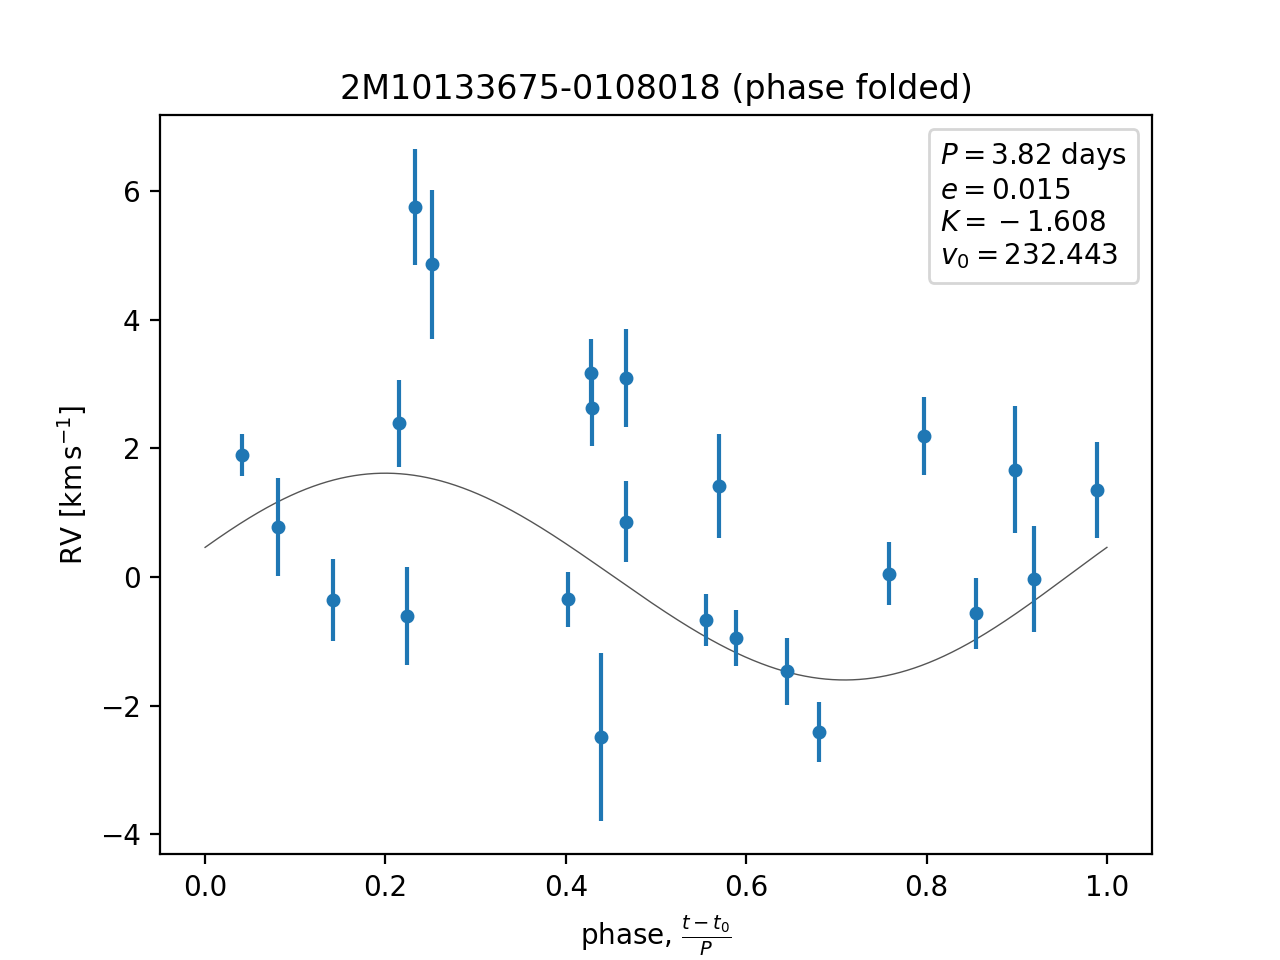 2M10133675-0108018 (phase folded)
P = 3.82 days
e = 0.015
K = −1.608
v₀ = 232.443
RV [km s⁻¹]
6
4
2
0
−2
−4
0.0 0.2 0.4 0.6 0.8 1.0
phase, (t − t₀)/P